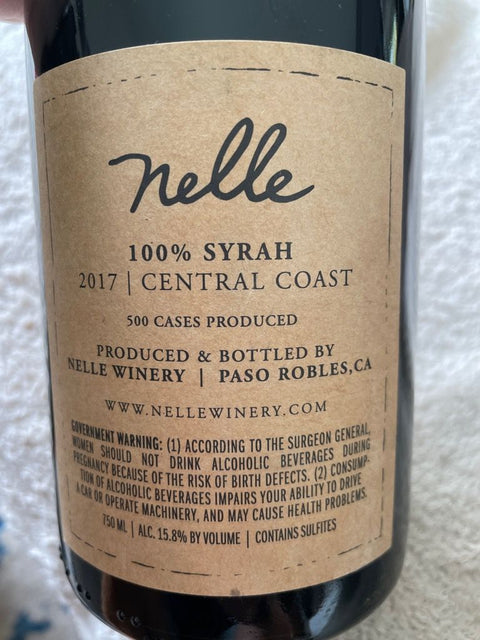 nelle
100% SYRAH
2017 | CENTRAL COAST
500 CASES PRODUCED
PRODUCED & BOTTLED BY
NELLE WINERY | PASO ROBLES, CA
WWW.NELLEWINERY.COM
GOVERNMENT WARNING: (1) ACCORDING TO THE SURGEON GENERAL,
WOMEN SHOULD NOT DRINK ALCOHOLIC BEVERAGES DURING
PREGNANCY BECAUSE OF THE RISK OF BIRTH DEFECTS. (2) CONSUMP-
TION OF ALCOHOLIC BEVERAGES IMPAIRS YOUR ABILITY TO DRIVE
A CAR OR OPERATE MACHINERY, AND MAY CAUSE HEALTH PROBLEMS.
750 ML | ALC. 15.8% BY VOLUME | CONTAINS SULFITES